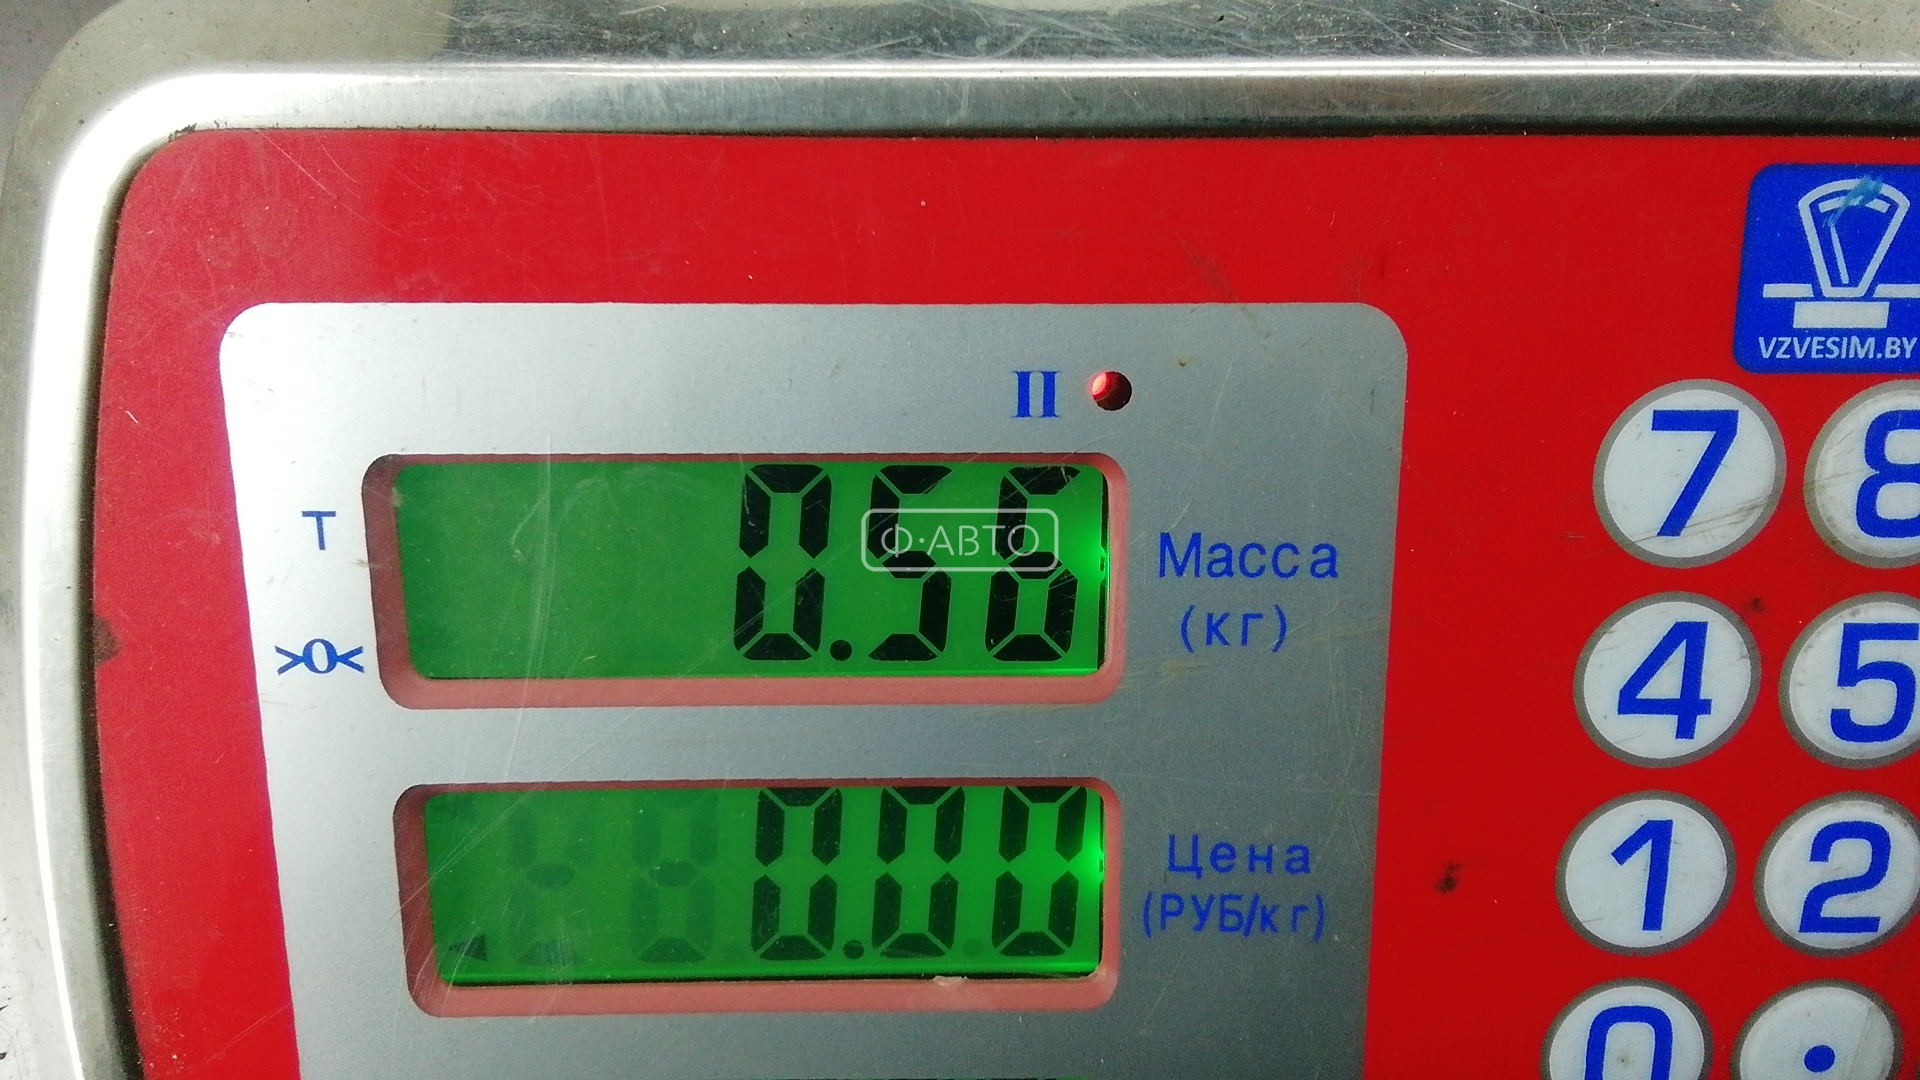 VZVESIM.BY
II
7 8
T
0.56
Ф·АВТО
Масса
(кг)
>0<
4 5
0.00
Цена
(РУБ/кг)
1 2
0 .